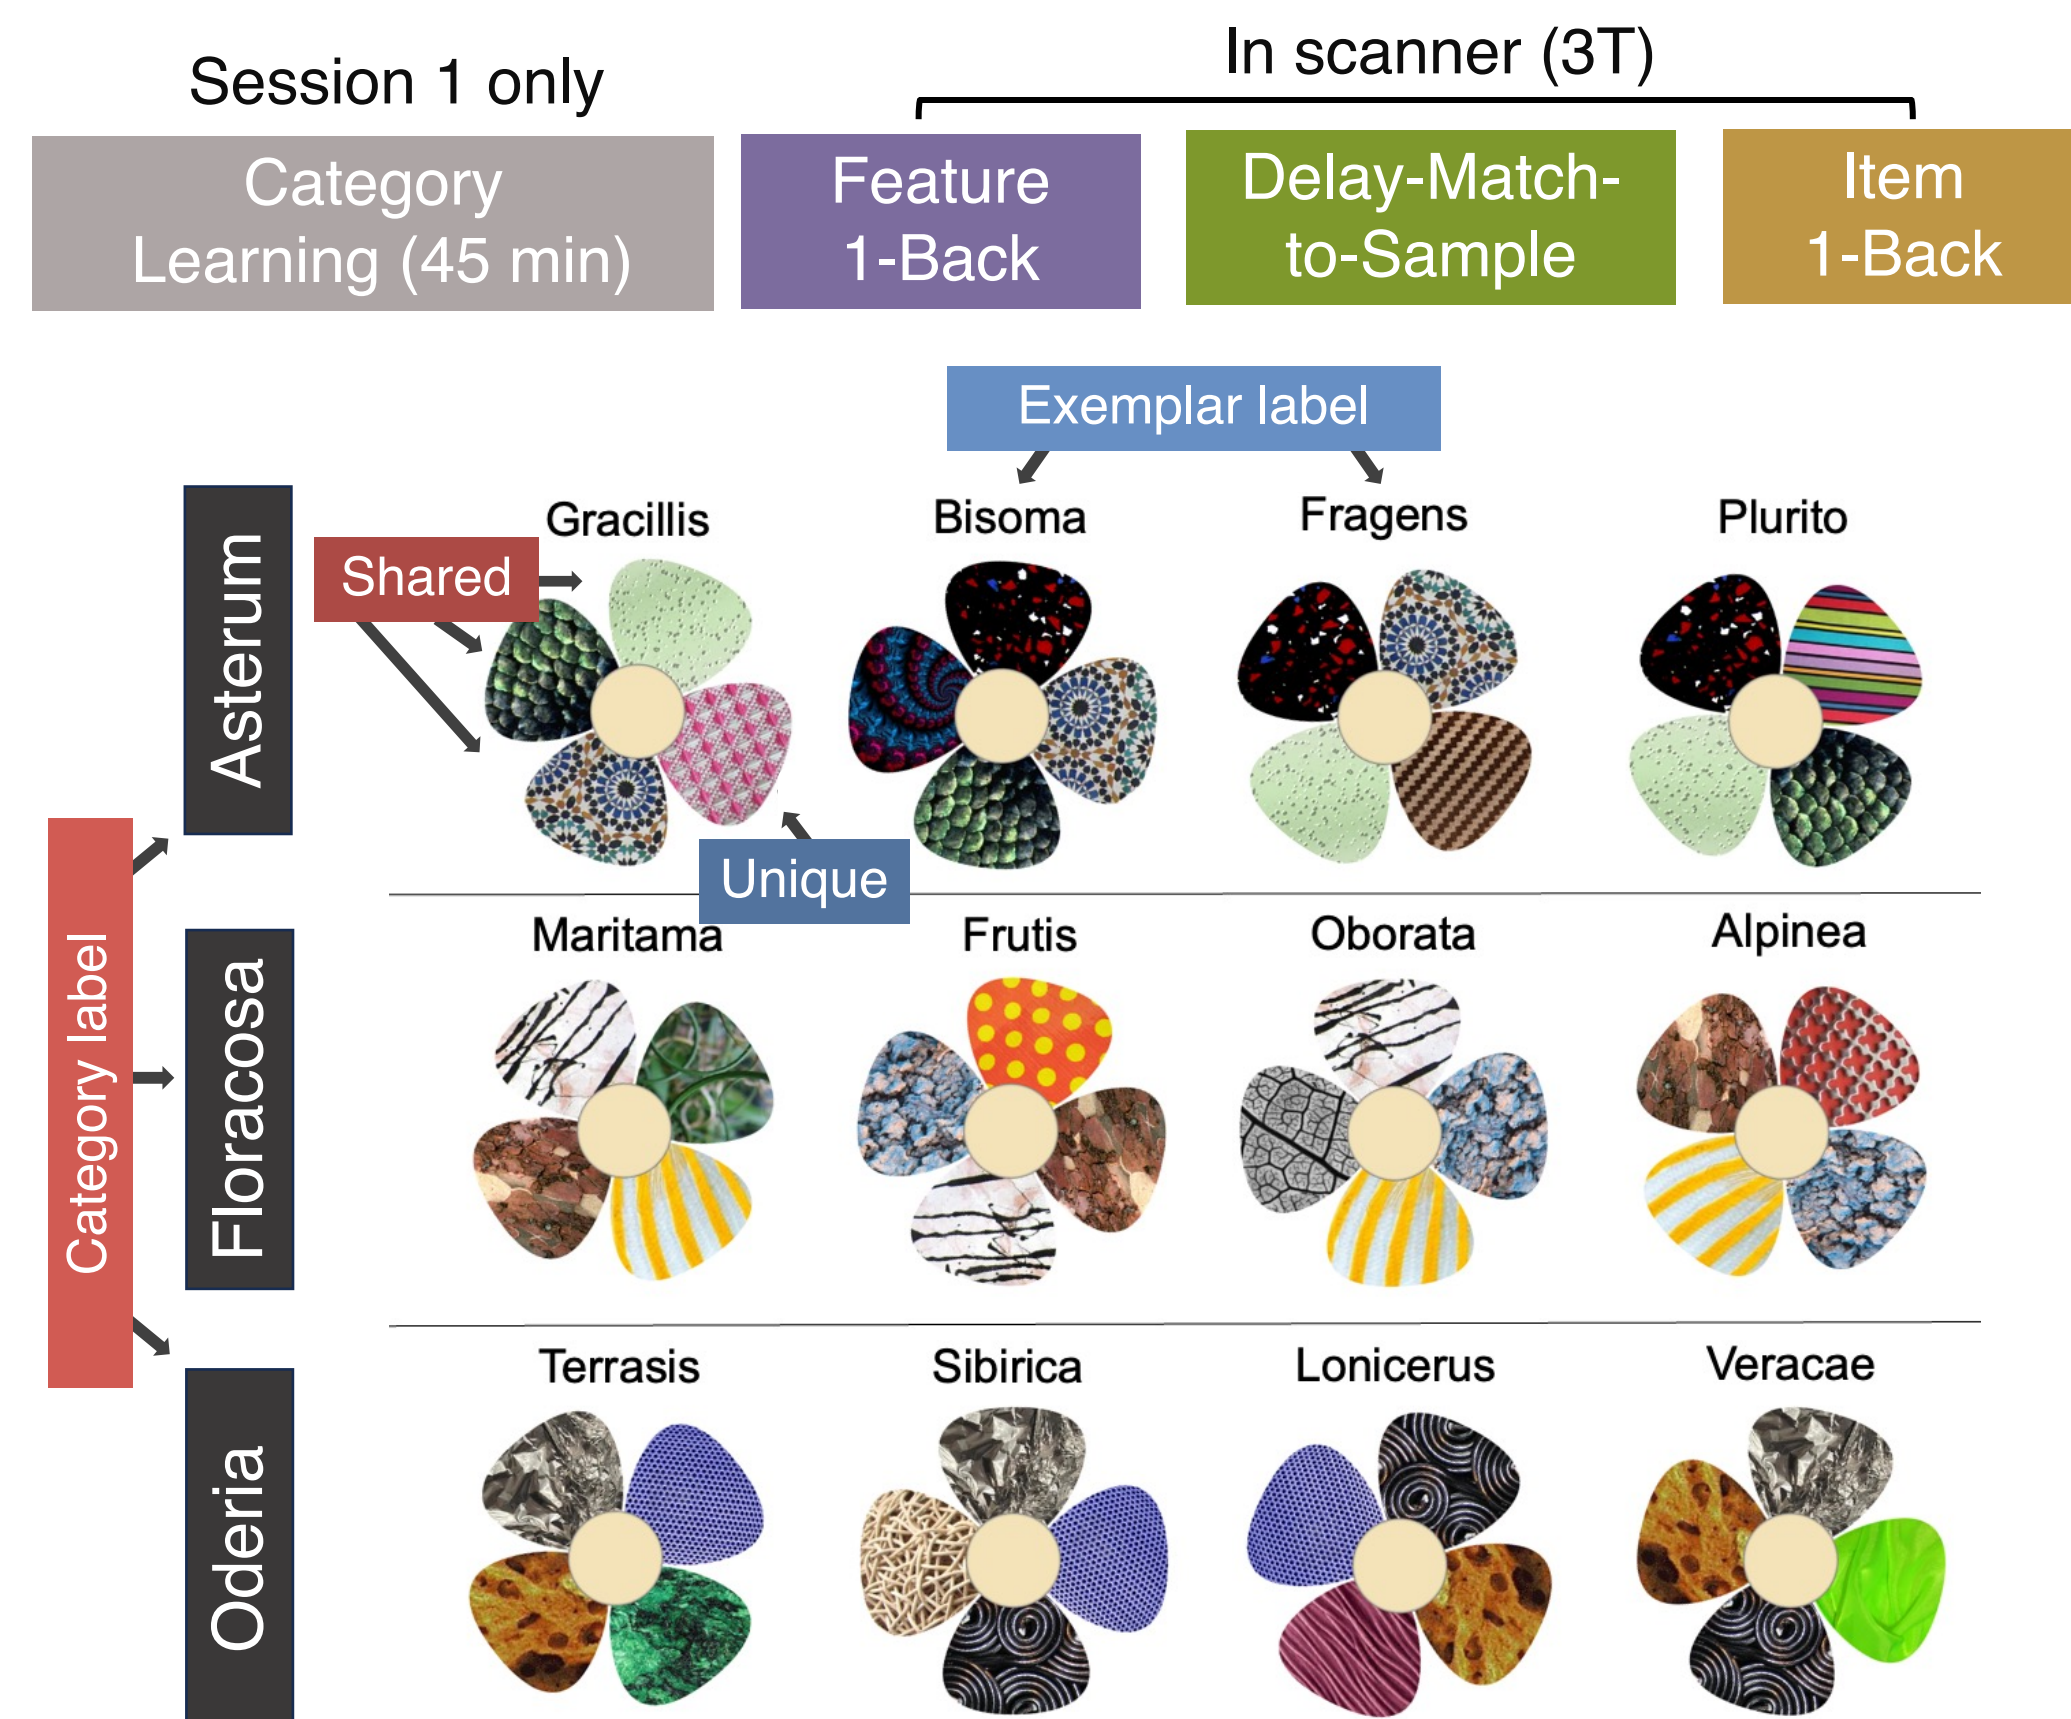 Session 1 only
In scanner (3T)
Category
Learning (45 min)
Feature
1-Back
Delay-Match-
to-Sample
Item
1-Back
Exemplar label
Category label
Asterum
Shared
Gracillis
Bisoma
Fragens
Plurito
Unique
Floracosa
Maritama
Frutis
Oborata
Alpinea
Oderia
Terrasis
Sibirica
Lonicerus
Veracae